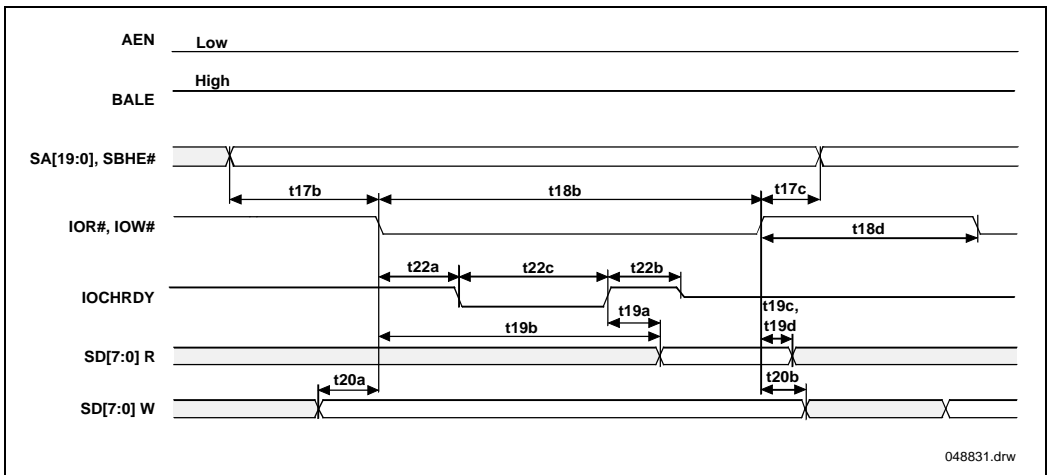 AEN Low
BALE High
SA[19:0], SBHE#
t17b t18b t17c
IOR#, IOW#
t18d
t22a t22c t22b
IOCHRDY
t19a t19c,
t19b t19d
SD[7:0] R
t20a t20b
SD[7:0] W
048831.drw